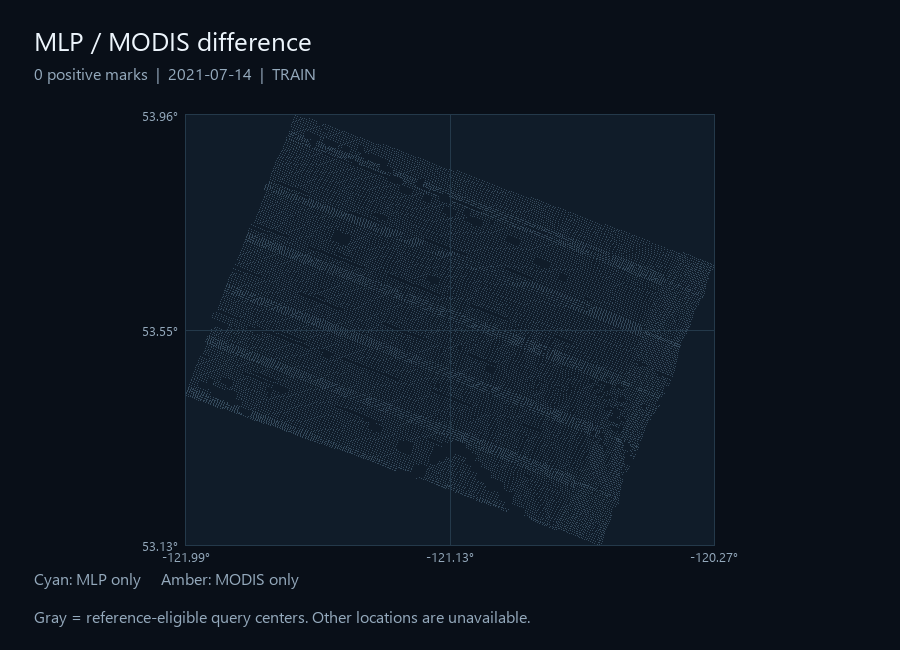 MLP / MODIS difference
0 positive marks | 2021-07-14 | TRAIN
53.96°
53.55°
53.13°
-121.99° -121.13° -120.27°
Cyan: MLP only Amber: MODIS only
Gray = reference-eligible query centers. Other locations are unavailable.